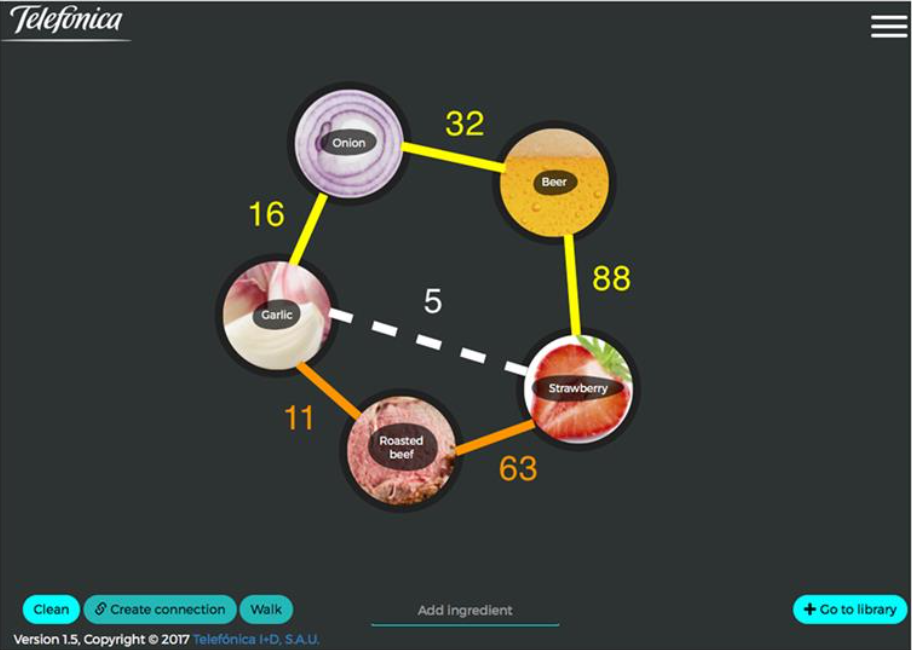 Telefónica
Onion
32
Beer
16
88
Garlic
5
Strawberry
11
Roasted
beef
63
Clean
Create connection
Walk
Add ingredient
+ Go to library
Version 1.5, Copyright © 2017 Telefónica I+D, S.A.U.